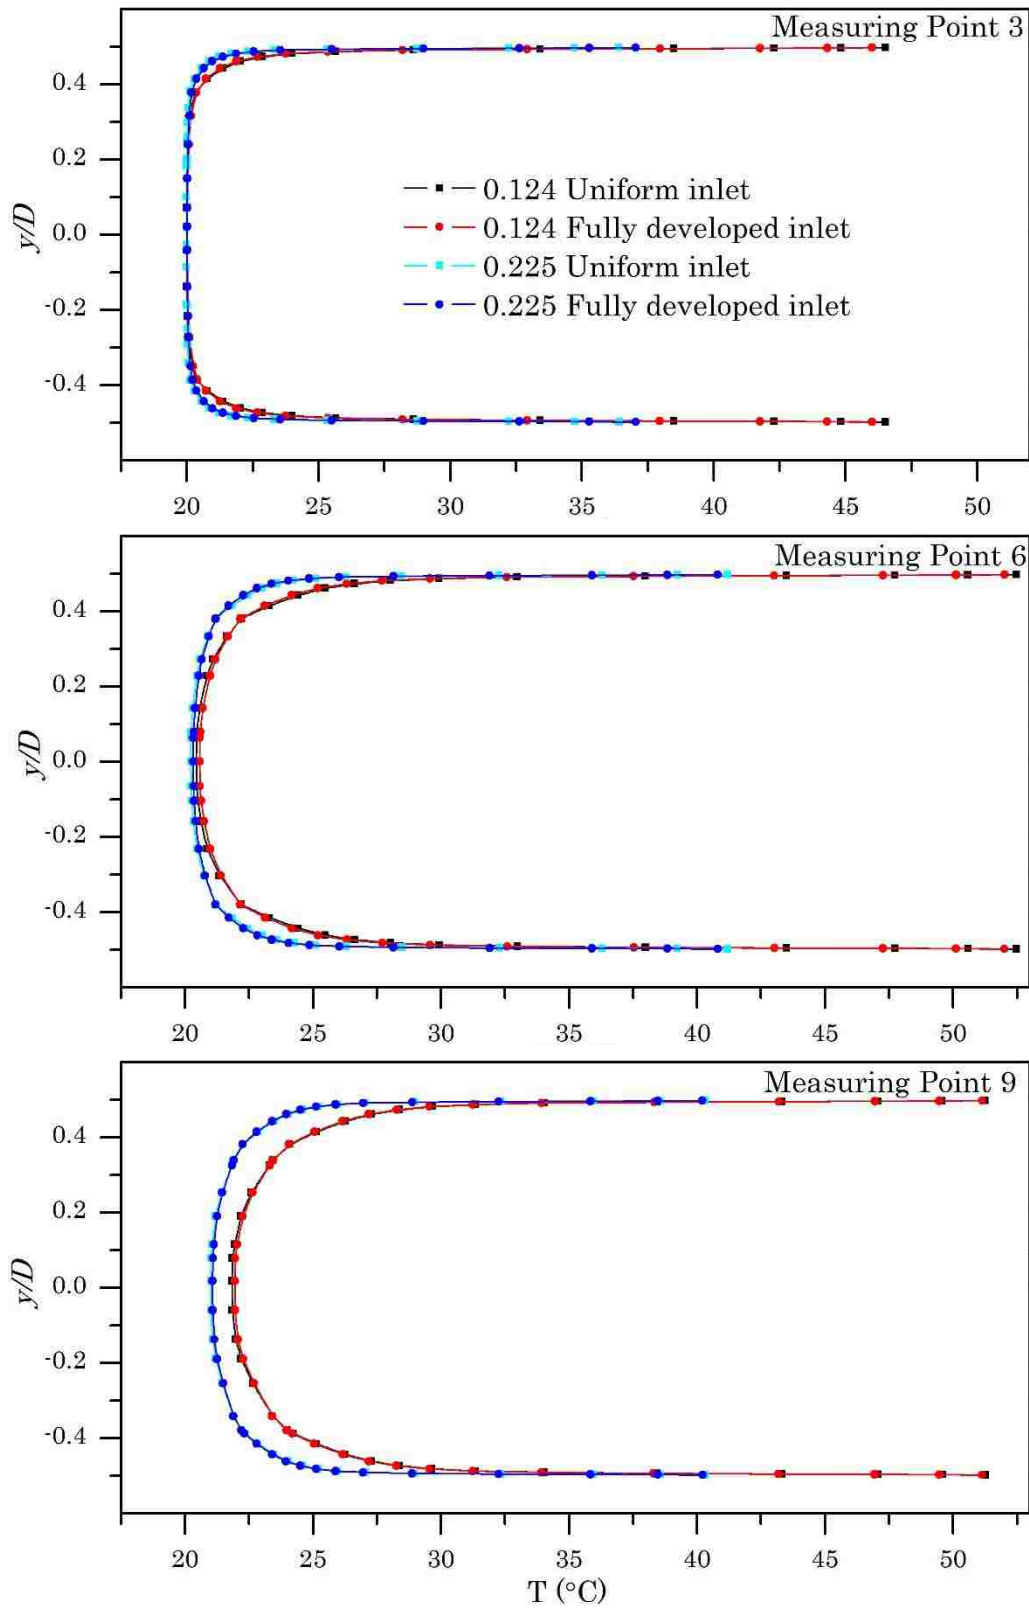 Measuring Point 3
0.4
0.2
0.0
-0.2
-0.4
y/D
0.124 Uniform inlet
0.124 Fully developed inlet
0.225 Uniform inlet
0.225 Fully developed inlet
20 25 30 35 40 45 50
Measuring Point 6
0.4
0.2
0.0
-0.2
-0.4
y/D
20 25 30 35 40 45 50
Measuring Point 9
0.4
0.2
0.0
-0.2
-0.4
y/D
20 25 30 35 40 45 50
T (°C)